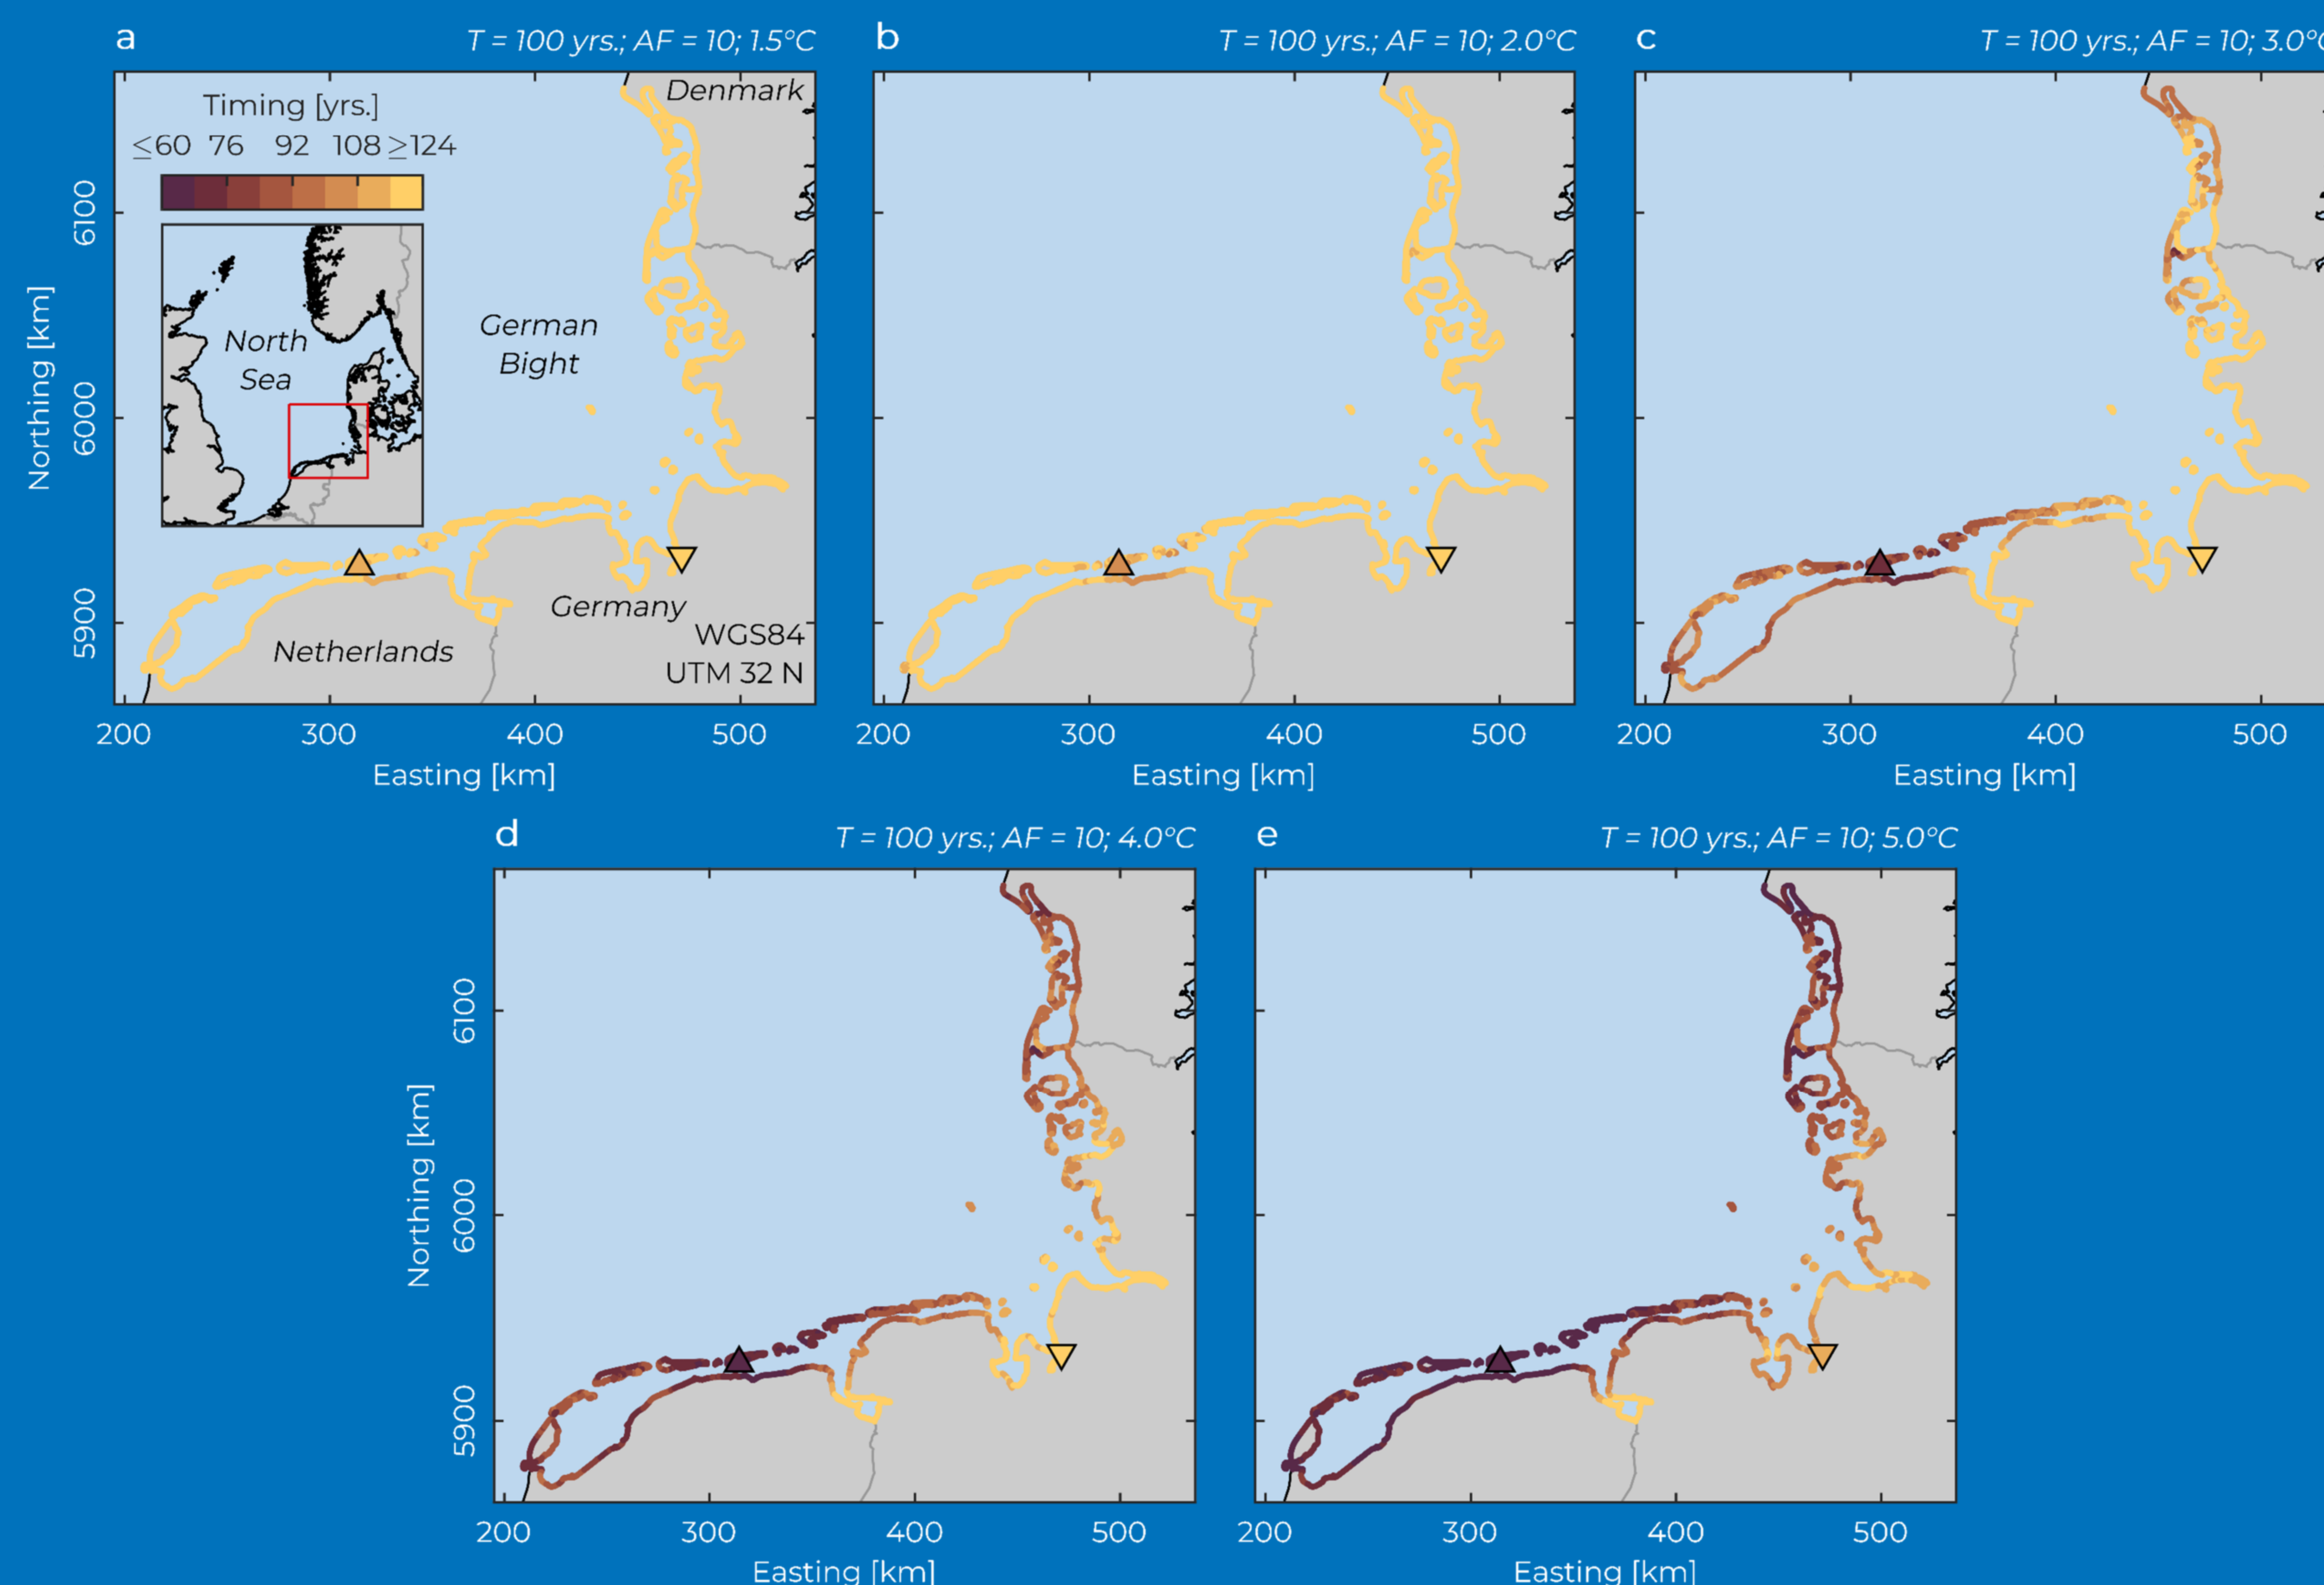 a
T = 100 yrs.; AF = 10; 1.5°C
b
T = 100 yrs.; AF = 10; 2.0°C
c
T = 100 yrs.; AF = 10; 3.0°C
Denmark
Timing [yrs.]
≤60 76 92 108 ≥124
North
Sea
German
Bight
Germany
Netherlands
WGS84
UTM 32 N
Northing [km]
6100
6000
5900
200 300 400 500
Easting [km]
200 300 400 500
Easting [km]
200 300 400 500
Easting [km]
d
T = 100 yrs.; AF = 10; 4.0°C
e
T = 100 yrs.; AF = 10; 5.0°C
Northing [km]
6100
6000
5900
200 300 400 500
Easting [km]
200 300 400 500
Easting [km]